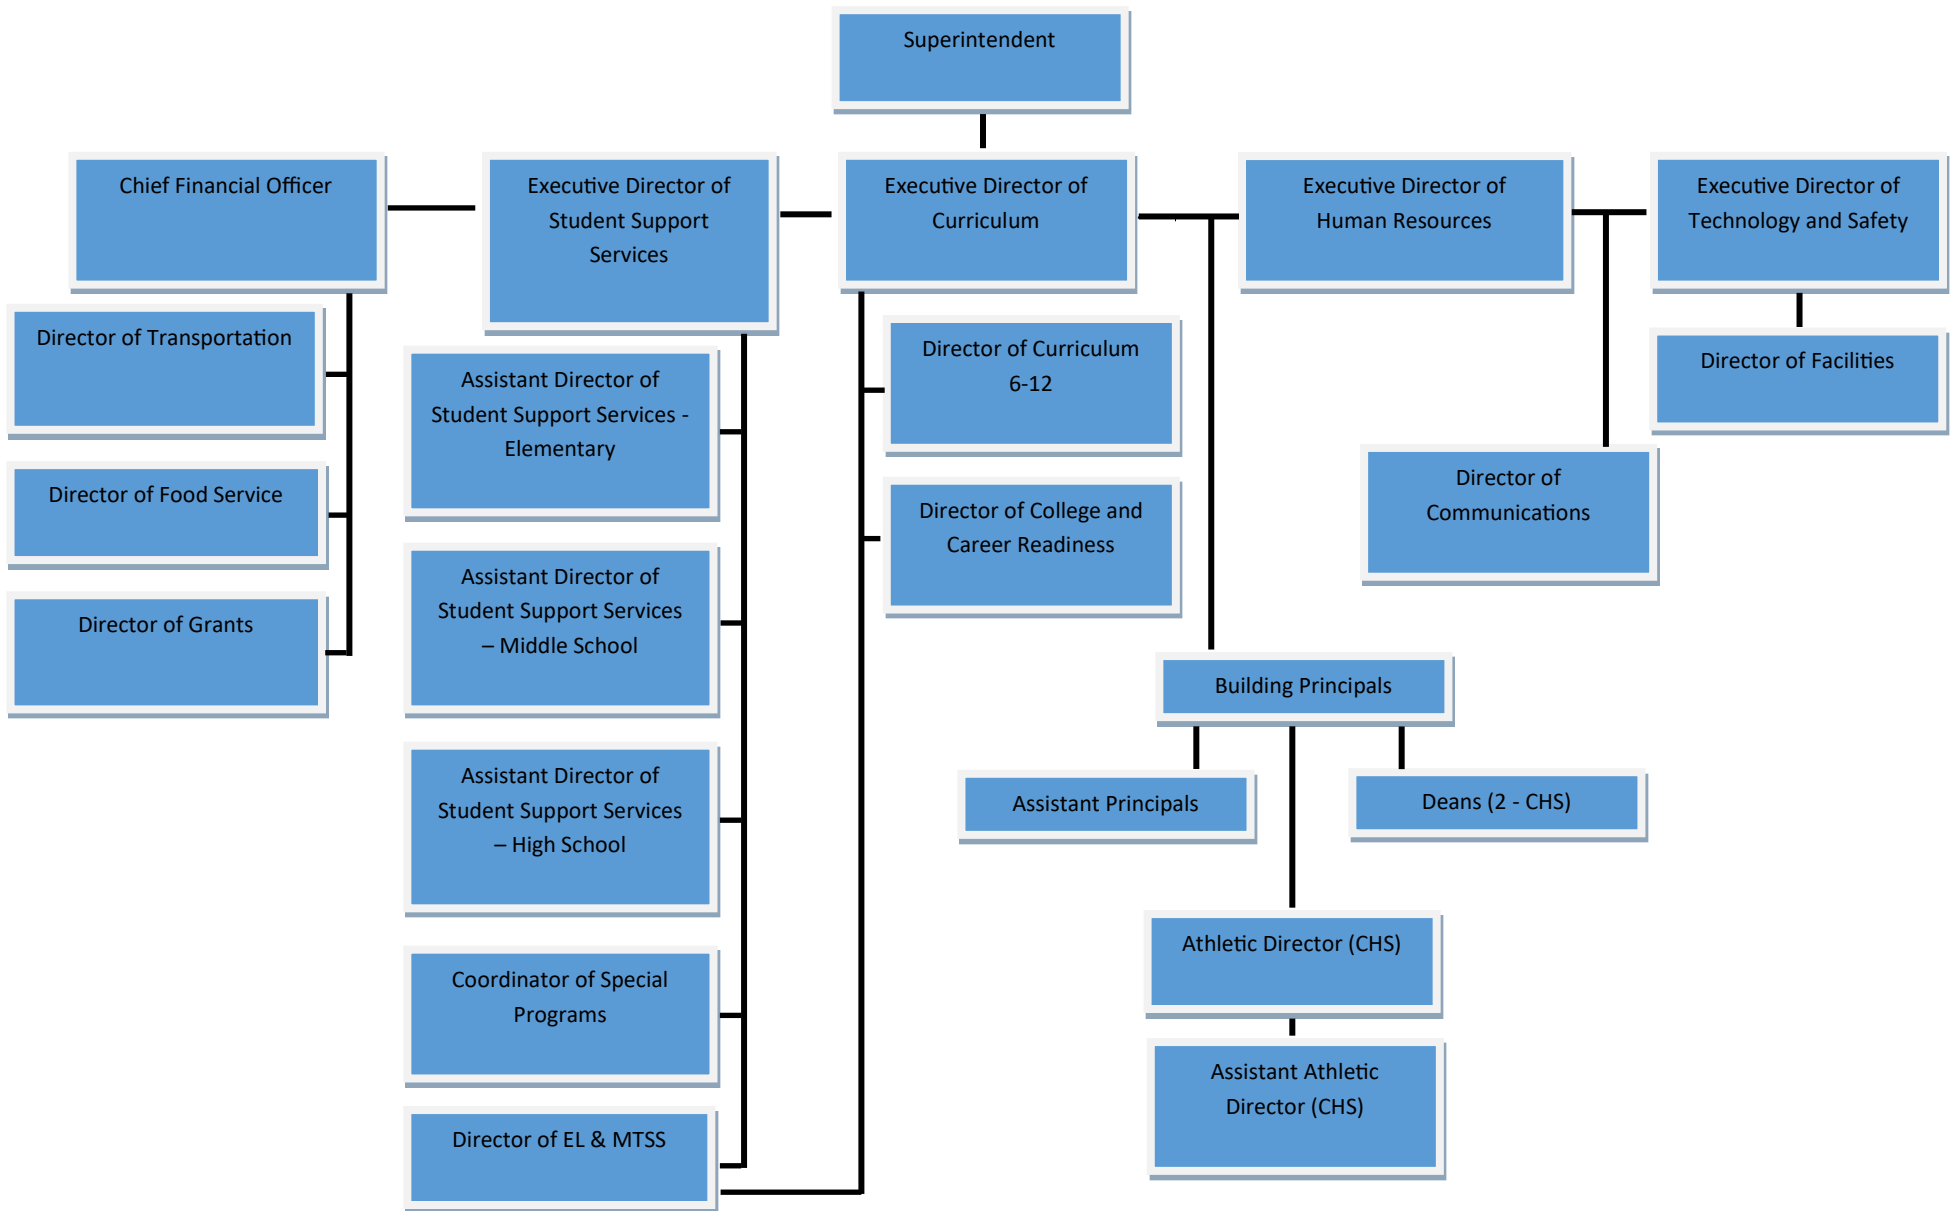 Superintendent
Chief Financial Officer
Executive Director of
Student Support
Services
Executive Director of
Curriculum
Executive Director of
Human Resources
Executive Director of
Technology and Safety
Director of Transportation
Director of Food Service
Director of Grants
Assistant Director of
Student Support Services -
Elementary
Assistant Director of
Student Support Services
– Middle School
Assistant Director of
Student Support Services
– High School
Coordinator of Special
Programs
Director of EL & MTSS
Director of Curriculum
6-12
Director of College and
Career Readiness
Director of Facilities
Director of
Communications
Building Principals
Assistant Principals
Deans (2 - CHS)
Athletic Director (CHS)
Assistant Athletic
Director (CHS)